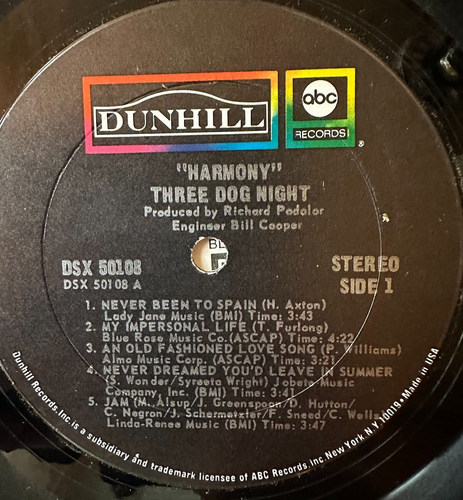 DUNHILL
abc
RECORDS
®
"HARMONY"
THREE DOG NIGHT
Produced by Richard Podolor
Engineer Bill Cooper
DSX 50108
DSX 50108 A
STEREO
SIDE 1
1. NEVER BEEN TO SPAIN (H. Axton)
Lady Jane Music (BMI) Time: 3:43
2. MY IMPERSONAL LIFE (T. Furlong)
Blue Rose Music Co. (ASCAP) Time: 4:22
3. AN OLD FASHIONED LOVE SONG (P. Williams)
Almo Music Corp. (ASCAP) Time: 3:21
4. NEVER DREAMED YOU'D LEAVE IN SUMMER
(S. Wonder/Syreeta Wright) Jobete Music
Company, Inc. (BMI) Time: 3:41
5. JAM (M. Alsup/J. Greenspoon/D. Hutton/
C. Negron/J. Schermetzler/F. Sneed/C. Wells)
Linda-Renee Music (BMI) Time: 3:47
Dunhill Records, Inc. is a subsidiary and trademark licensee of ABC Records, Inc. New York, N.Y. 10019 • Made in USA